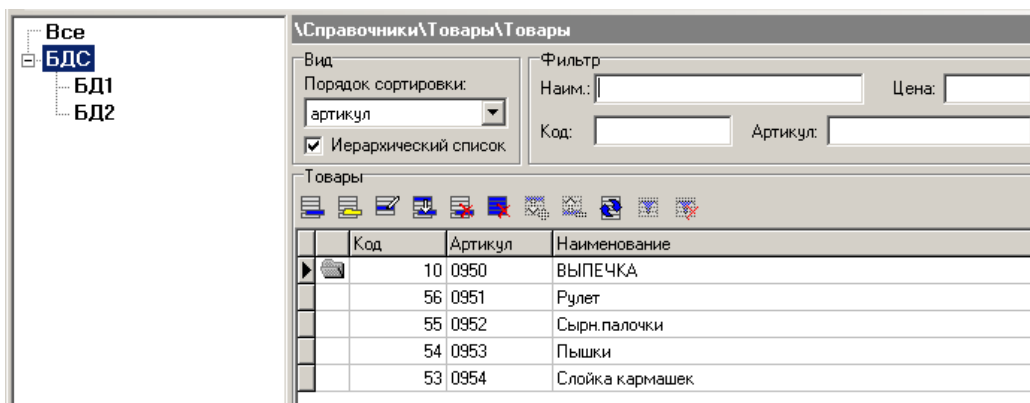 Все
БДС
БД1
БД2
\Справочники\Товары\Товары
Вид
Порядок сортировки:
артикул
Иерархический список
Фильтр
Наим.:
Цена:
Код:
Артикул:
Товары
Код Артикул Наименование
10 0950 ВЫПЕЧКА
56 0951 Рулет
55 0952 Сырн.палочки
54 0953 Пышки
53 0954 Слойка кармашек